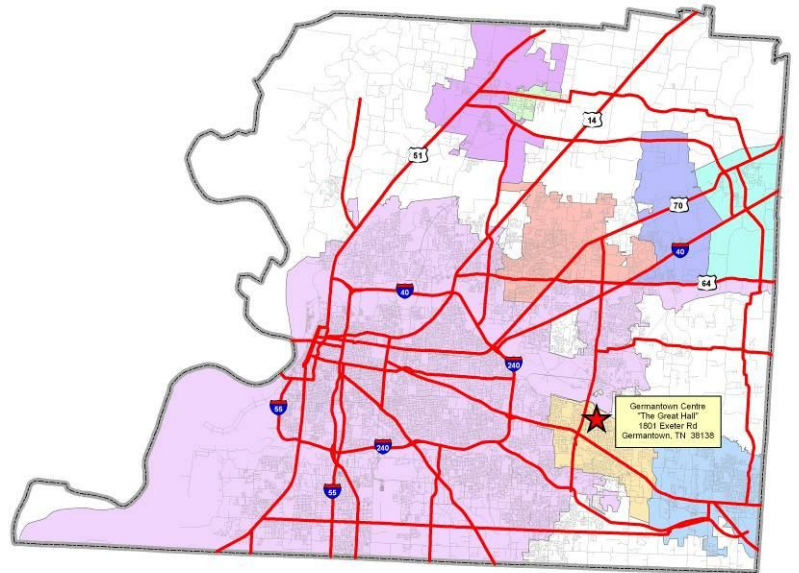 51
14
70
40
64
40
240
55
240
55
Germantown Centre
"The Great Hall"
1801 Exeter Rd
Germantown, TN 38138